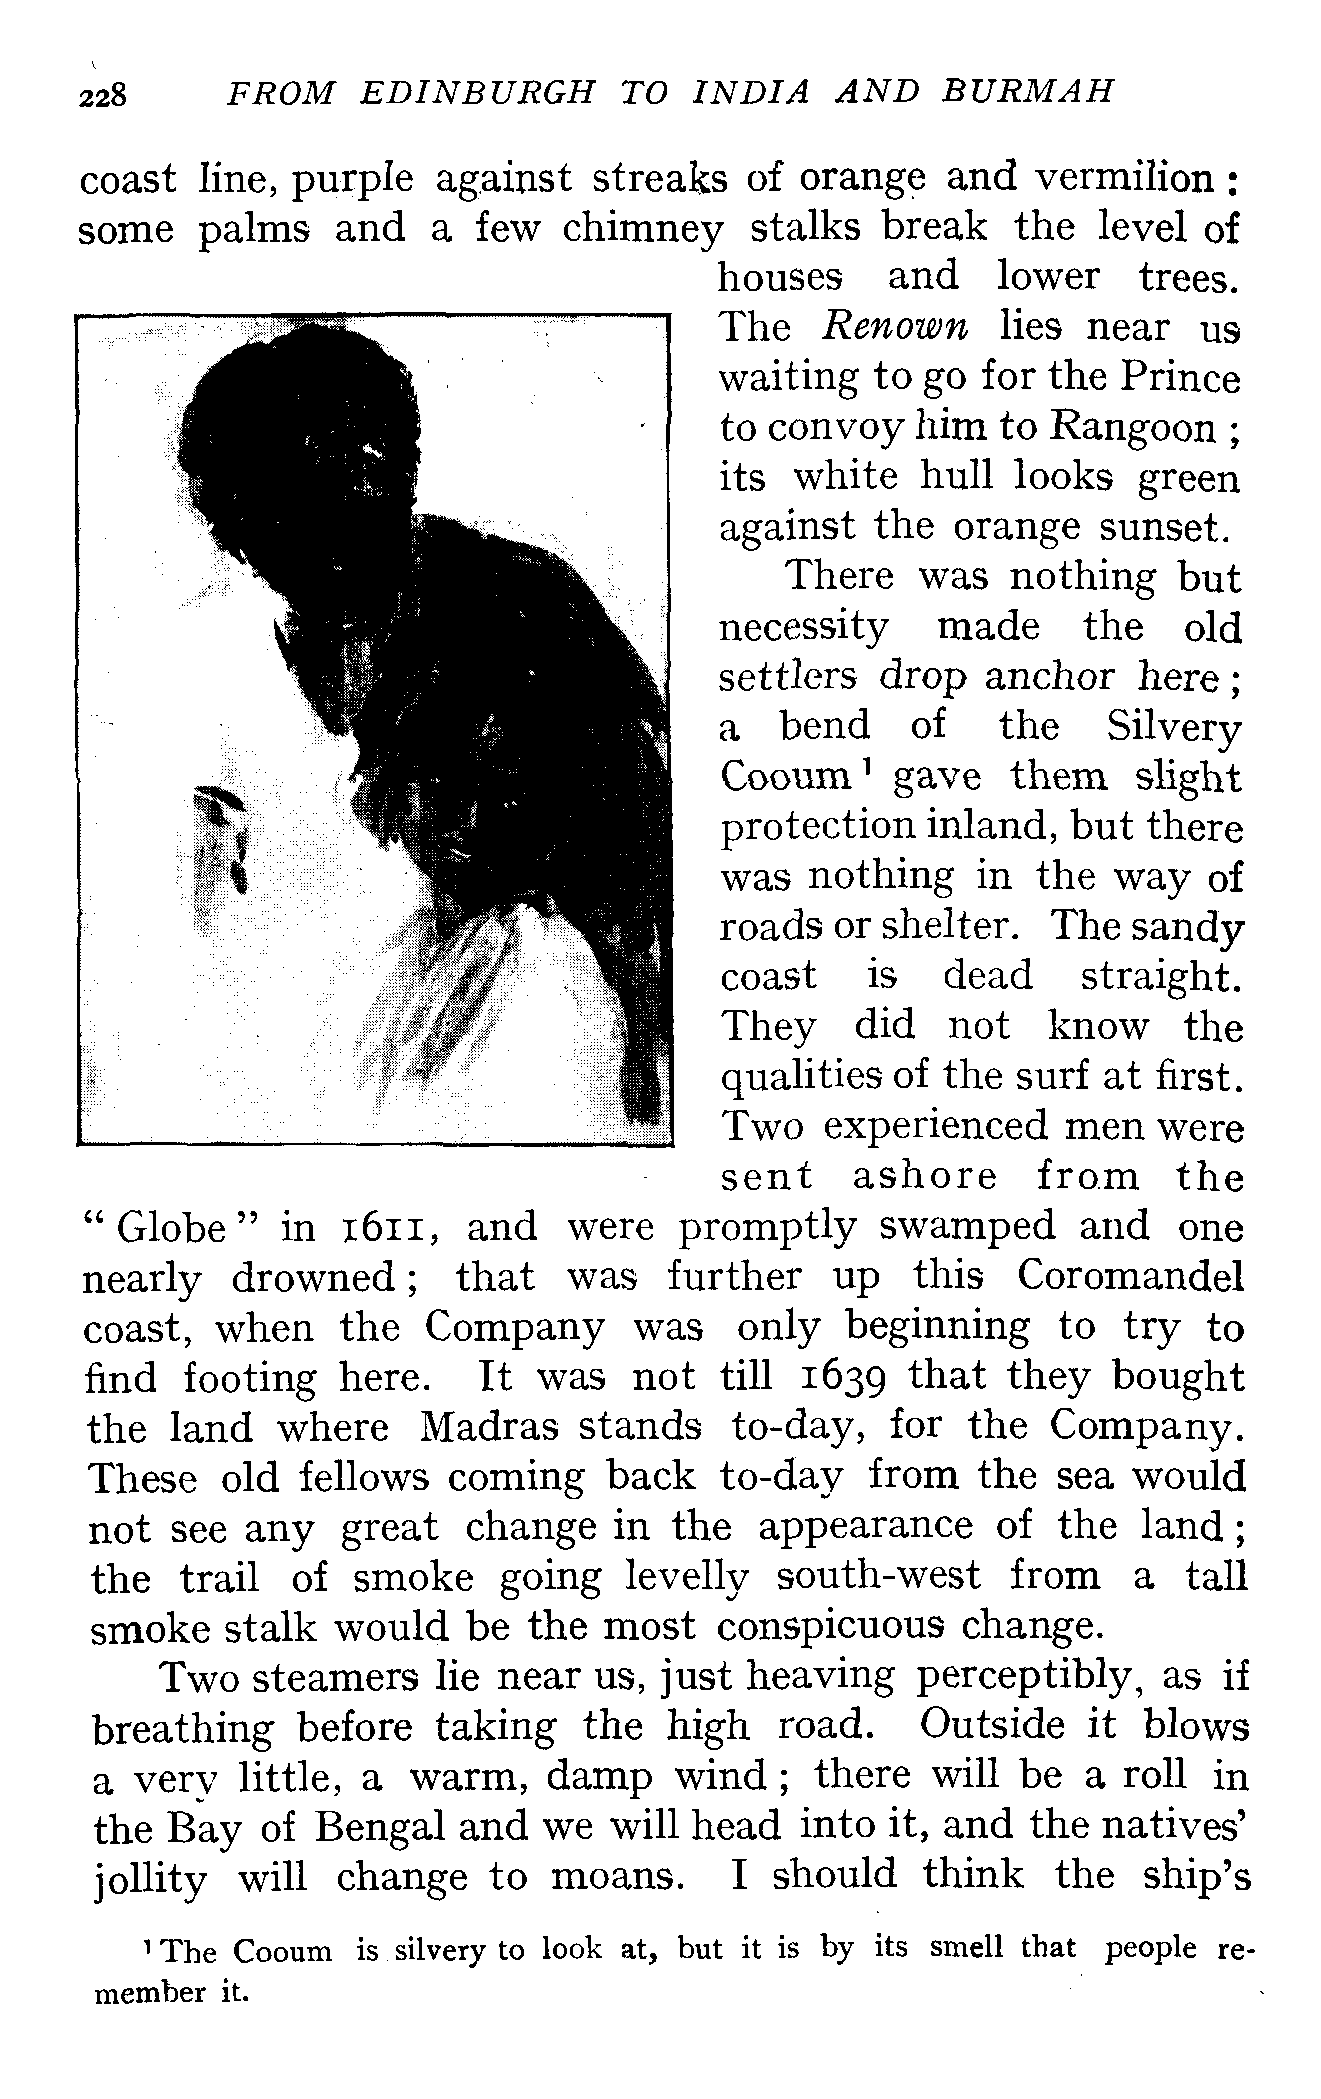 228 FROM EDINBURGH TO INDIA AND BURMAH
coast line, purple against streaks of orange and vermilion :
some palms and a few chimney stalks break the level of
houses and lower trees.
The Renown lies near us
waiting to go for the Prince
to convoy him to Rangoon ;
its white hull looks green
against the orange sunset.
There was nothing but
necessity made the old
settlers drop anchor here ;
a bend of the Silvery
Cooum ¹ gave them slight
protection inland, but there
was nothing in the way of
roads or shelter. The sandy
coast is dead straight.
They did not know the
qualities of the surf at first.
Two experienced men were
sent ashore from the
“ Globe ” in 1611, and were promptly swamped and one
nearly drowned ; that was further up this Coromandel
coast, when the Company was only beginning to try to
find footing here. It was not till 1639 that they bought
the land where Madras stands to-day, for the Company.
These old fellows coming back to-day from the sea would
not see any great change in the appearance of the land ;
the trail of smoke going levelly south-west from a tall
smoke stalk would be the most conspicuous change.
Two steamers lie near us, just heaving perceptibly, as if
breathing before taking the high road. Outside it blows
a very little, a warm, damp wind ; there will be a roll in
the Bay of Bengal and we will head into it, and the natives’
jollity will change to moans. I should think the ship’s
¹ The Cooum is silvery to look at, but it is by its smell that people re-
member it.